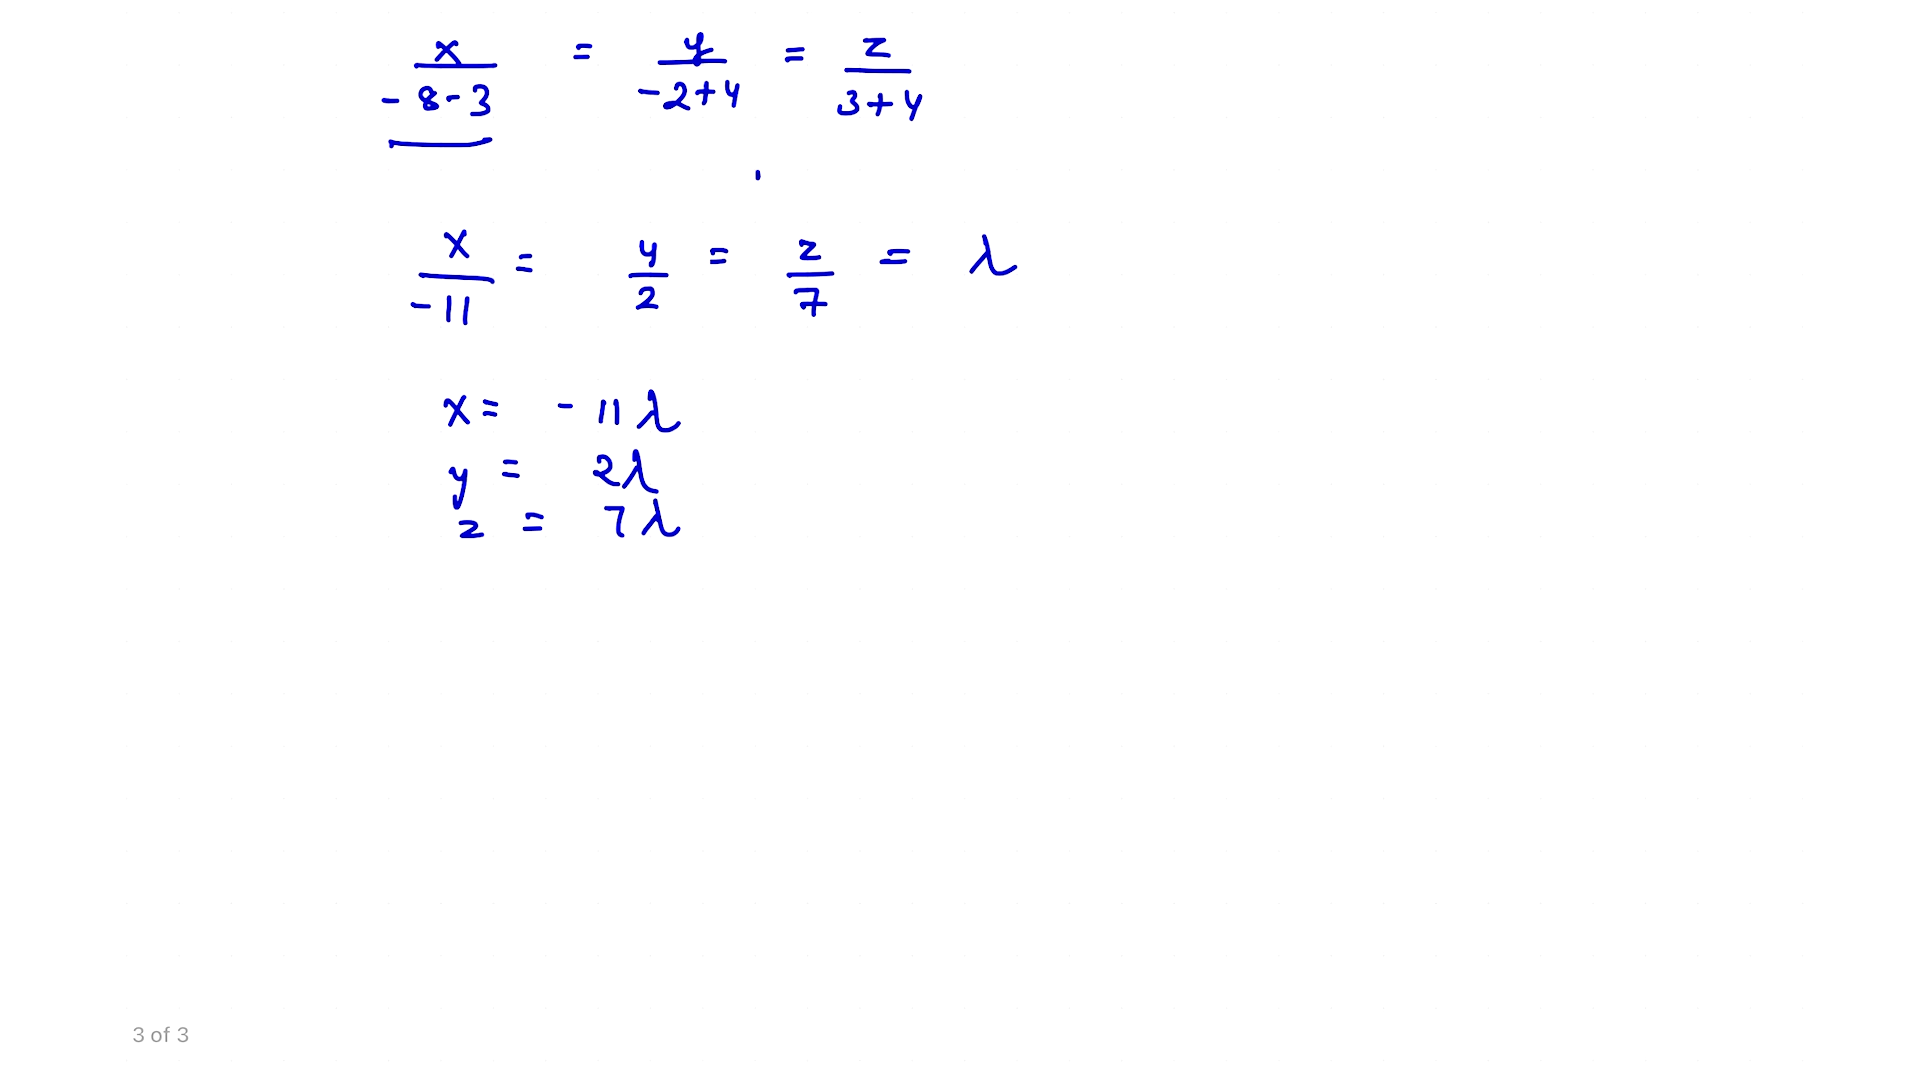 x/(-8-3) = y/(-2+4) = z/(3+4)
x/(-11) = y/2 = z/7 = λ
x = -11λ
y = 2λ
z = 7λ
3 of 3